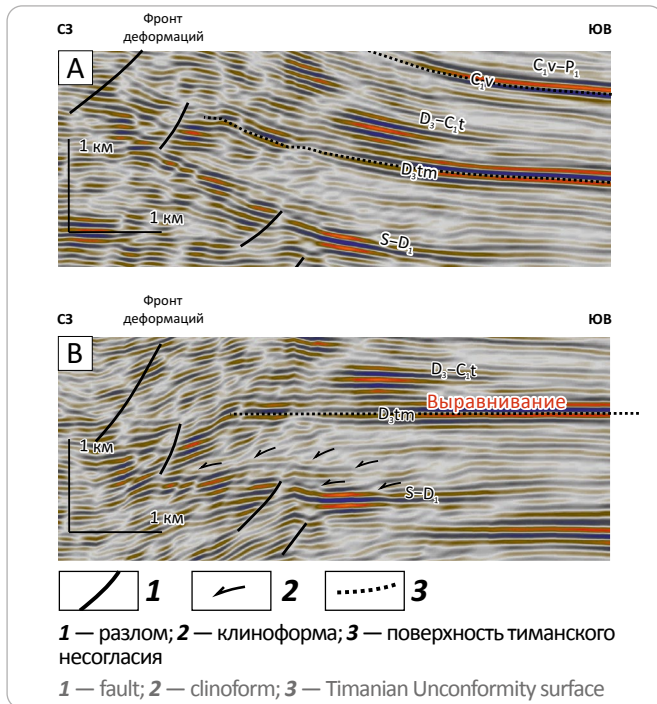 Фронт
деформаций
СЗ
ЮВ
A
C₁v–P₁
C₁v
D₃–C₁t
D₃tm
S–D₁
1 км
1 км
Фронт
деформаций
СЗ
ЮВ
B
D₃–C₁t
Выравнивание
D₃tm
S–D₁
1 км
1 км
1 2 3
1 — разлом; 2 — клиноформа; 3 — поверхность тиманского
несогласия
1 — fault; 2 — clinoform; 3 — Timanian Unconformity surface